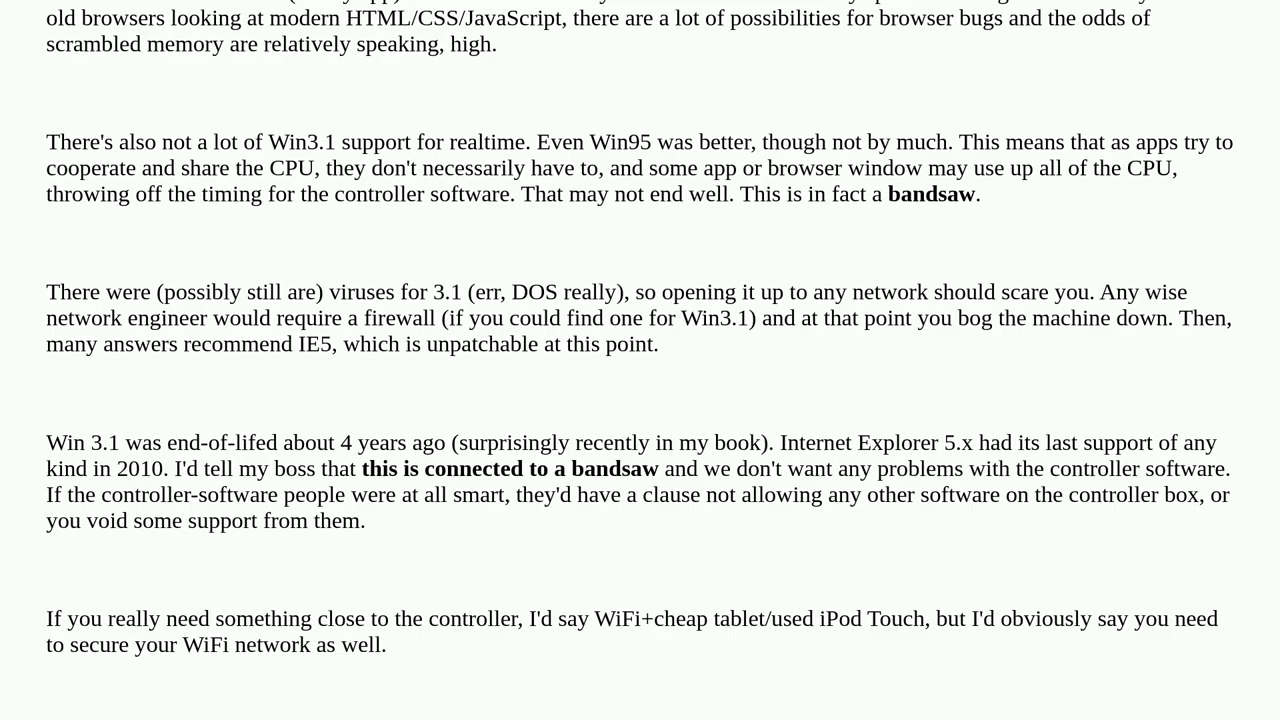 old browsers looking at modern HTML/CSS/JavaScript, there are a lot of possibilities for browser bugs and the odds of
scrambled memory are relatively speaking, high.
There's also not a lot of Win3.1 support for realtime. Even Win95 was better, though not by much. This means that as apps try to
cooperate and share the CPU, they don't necessarily have to, and some app or browser window may use up all of the CPU,
throwing off the timing for the controller software. That may not end well. This is in fact a bandsaw.
There were (possibly still are) viruses for 3.1 (err, DOS really), so opening it up to any network should scare you. Any wise
network engineer would require a firewall (if you could find one for Win3.1) and at that point you bog the machine down. Then,
many answers recommend IE5, which is unpatchable at this point.
Win 3.1 was end-of-lifed about 4 years ago (surprisingly recently in my book). Internet Explorer 5.x had its last support of any
kind in 2010. I'd tell my boss that this is connected to a bandsaw and we don't want any problems with the controller software.
If the controller-software people were at all smart, they'd have a clause not allowing any other software on the controller box, or
you void some support from them.
If you really need something close to the controller, I'd say WiFi+cheap tablet/used iPod Touch, but I'd obviously say you need
to secure your WiFi network as well.